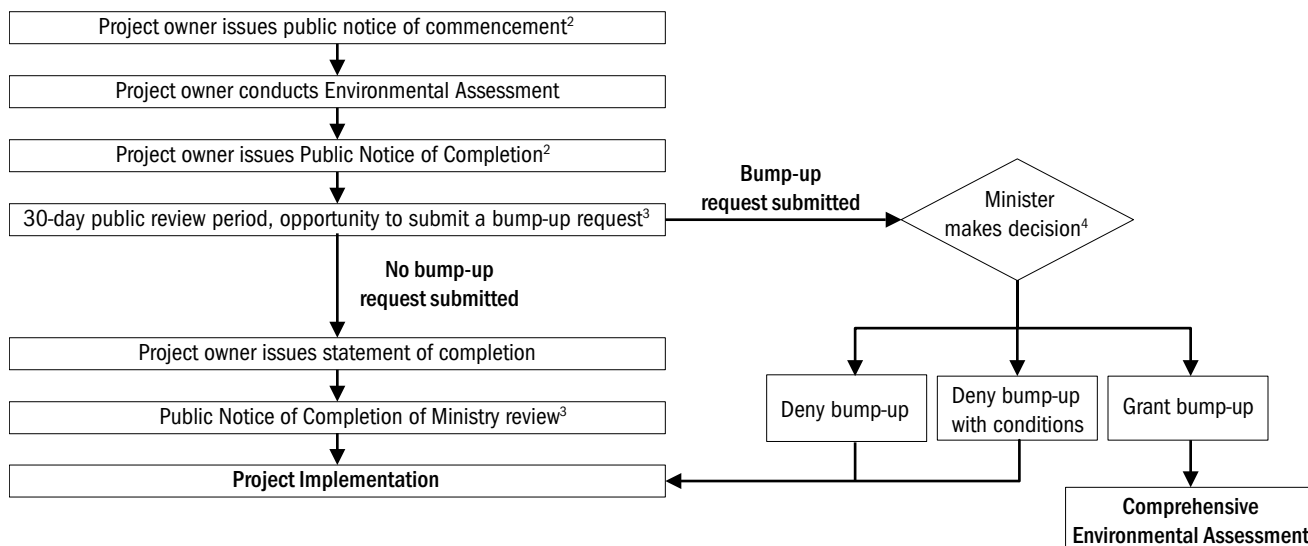 Project owner issues public notice of commencement²
Project owner conducts Environmental Assessment
Project owner issues Public Notice of Completion²
30-day public review period, opportunity to submit a bump-up request³
Bump-up
request submitted
Minister
makes decision⁴
No bump-up
request submitted
Project owner issues statement of completion
Public Notice of Completion of Ministry review³
Project Implementation
Deny bump-up
Deny bump-up
with conditions
Grant bump-up
Comprehensive
Environmental Assessment